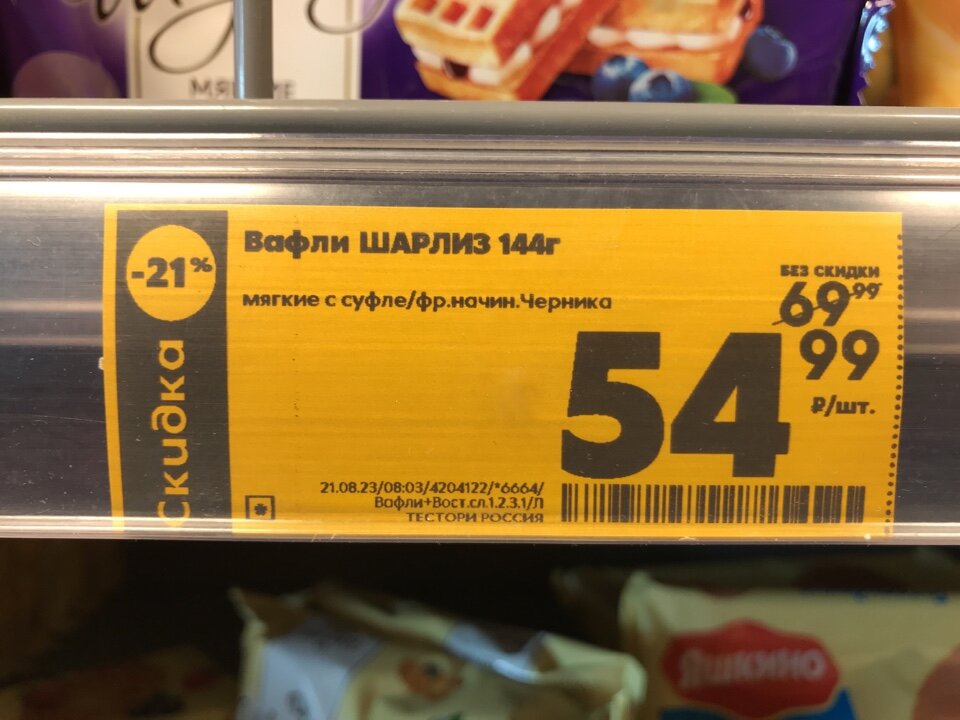 МЯГКИЕ
-21%
Скидка
Вафли ШАРЛИЗ 144г
мягкие с суфле/фр.начин.Черника
БЕЗ СКИДКИ
69 99
54 99
₽/шт.
21.08.23/08:03/4204122/*6664/
Вафли+Вост.сл.1.2.3.1/Л
ТЕСТОРИ РОССИЯ
Яшкино